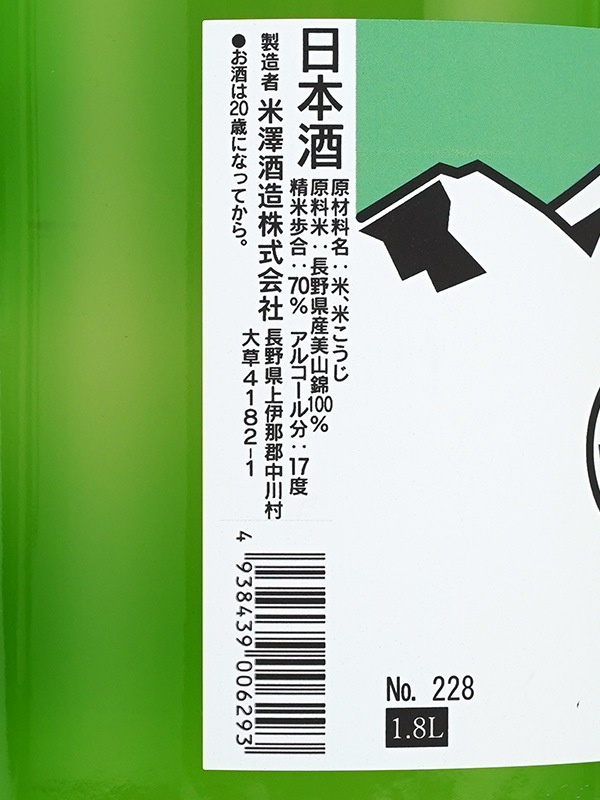 日本酒
原材料名：米、米こうじ
原料米：長野県産美山錦100%
精米歩合：70%　アルコール分：17度
製造者 米澤酒造株式会社
長野県上伊那郡中川村
大草4182-1
●お酒は20歳になってから。
4 938439 006293
No. 228
1.8L